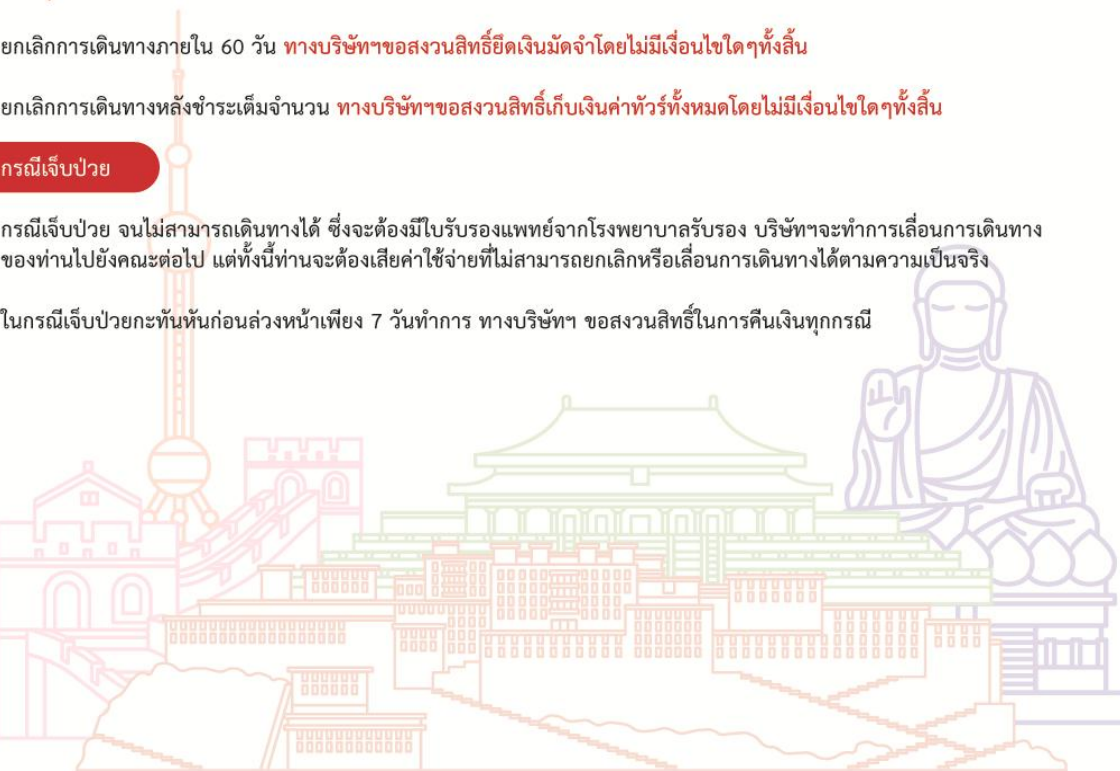 ยกเลิกการเดินทางภายใน 60 วัน ทางบริษัทฯขอสงวนสิทธิ์ยึดเงินมัดจำโดยไม่มีเงื่อนไขใดๆทั้งสิ้น
ยกเลิกการเดินทางหลังชำระเต็มจำนวน ทางบริษัทฯขอสงวนสิทธิ์เก็บเงินค่าทัวร์ทั้งหมดโดยไม่มีเงื่อนไขใดๆทั้งสิ้น
กรณีเจ็บป่วย
กรณีเจ็บป่วย จนไม่สามารถเดินทางได้ ซึ่งจะต้องมีใบรับรองแพทย์จากโรงพยาบาลรับรอง บริษัทฯจะทำการเลื่อนการเดินทาง
ของท่านไปยังคณะต่อไป แต่ทั้งนี้ท่านจะต้องเสียค่าใช้จ่ายที่ไม่สามารถยกเลิกหรือเลื่อนการเดินทางได้ตามความเป็นจริง
ในกรณีเจ็บป่วยกะทันหันก่อนล่วงหน้าเพียง 7 วันทำการ ทางบริษัทฯ ขอสงวนสิทธิ์ในการคืนเงินทุกกรณี